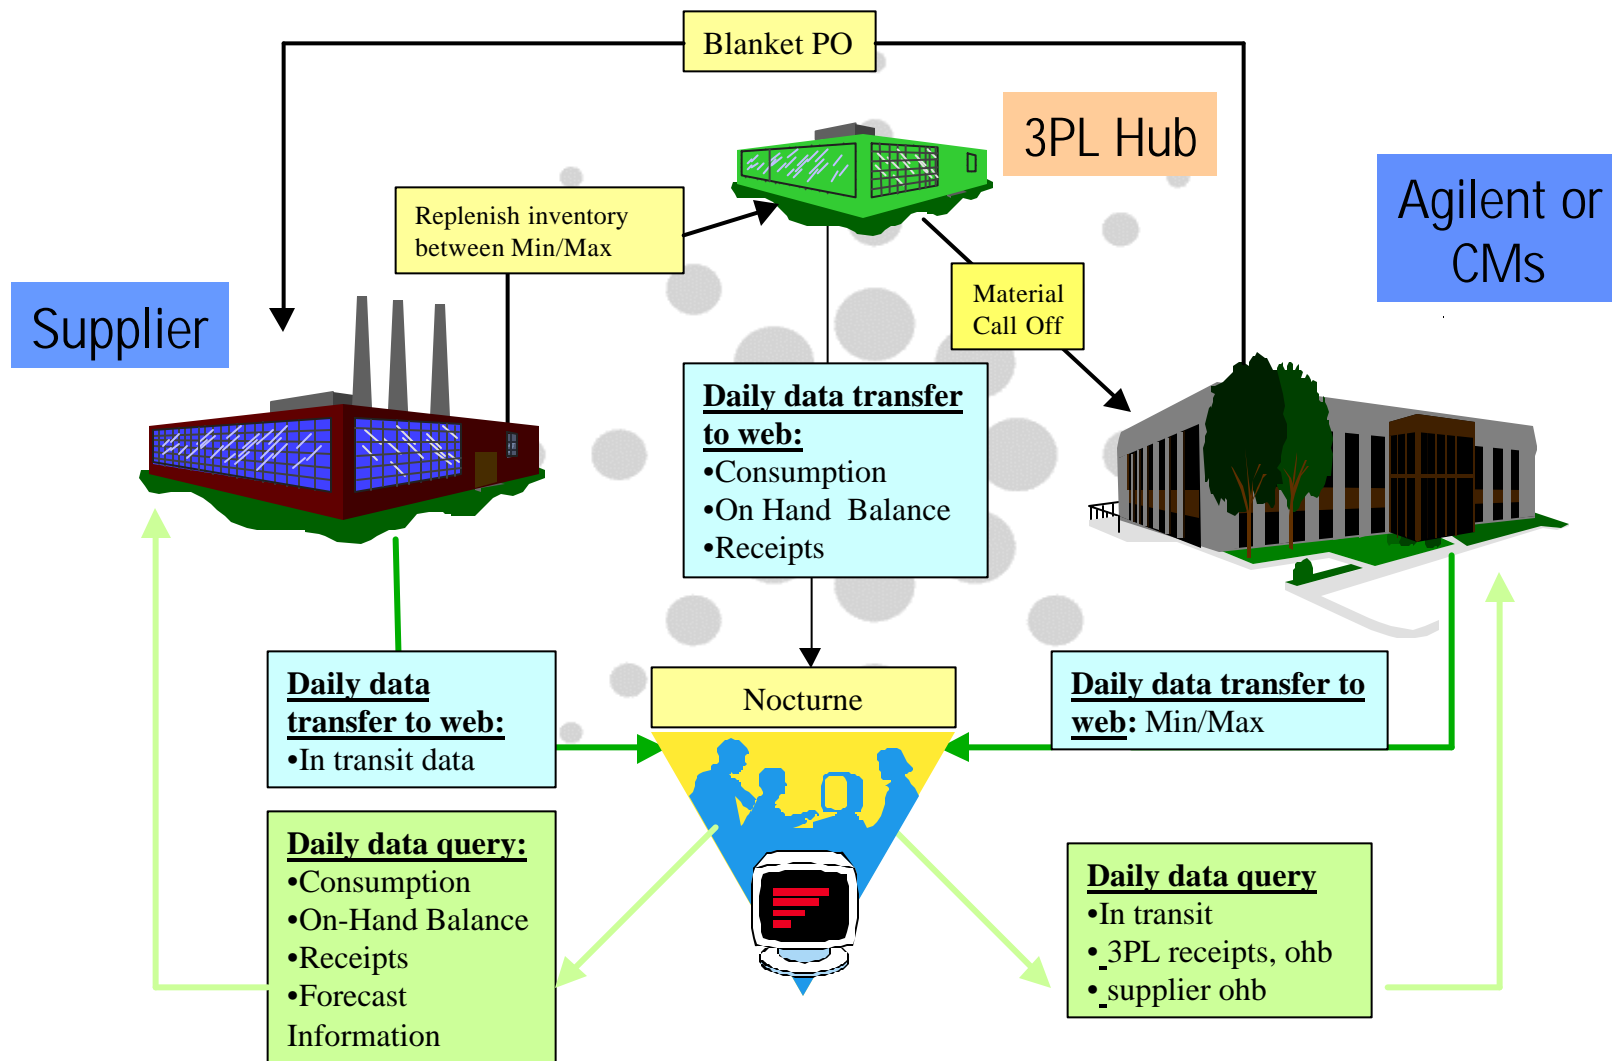 Blanket PO
3PL Hub
Agilent or
CMs
Replenish inventory
between Min/Max
Material
Call Off
Supplier
Daily data transfer
to web:
•Consumption
•On Hand  Balance
•Receipts
Daily data
transfer to web:
•In transit data
Nocturne
Daily data transfer to
web: Min/Max
Daily data query:
•Consumption
•On-Hand Balance
•Receipts
•Forecast
Information
Daily data query
•In transit
• 3PL receipts, ohb
• supplier ohb